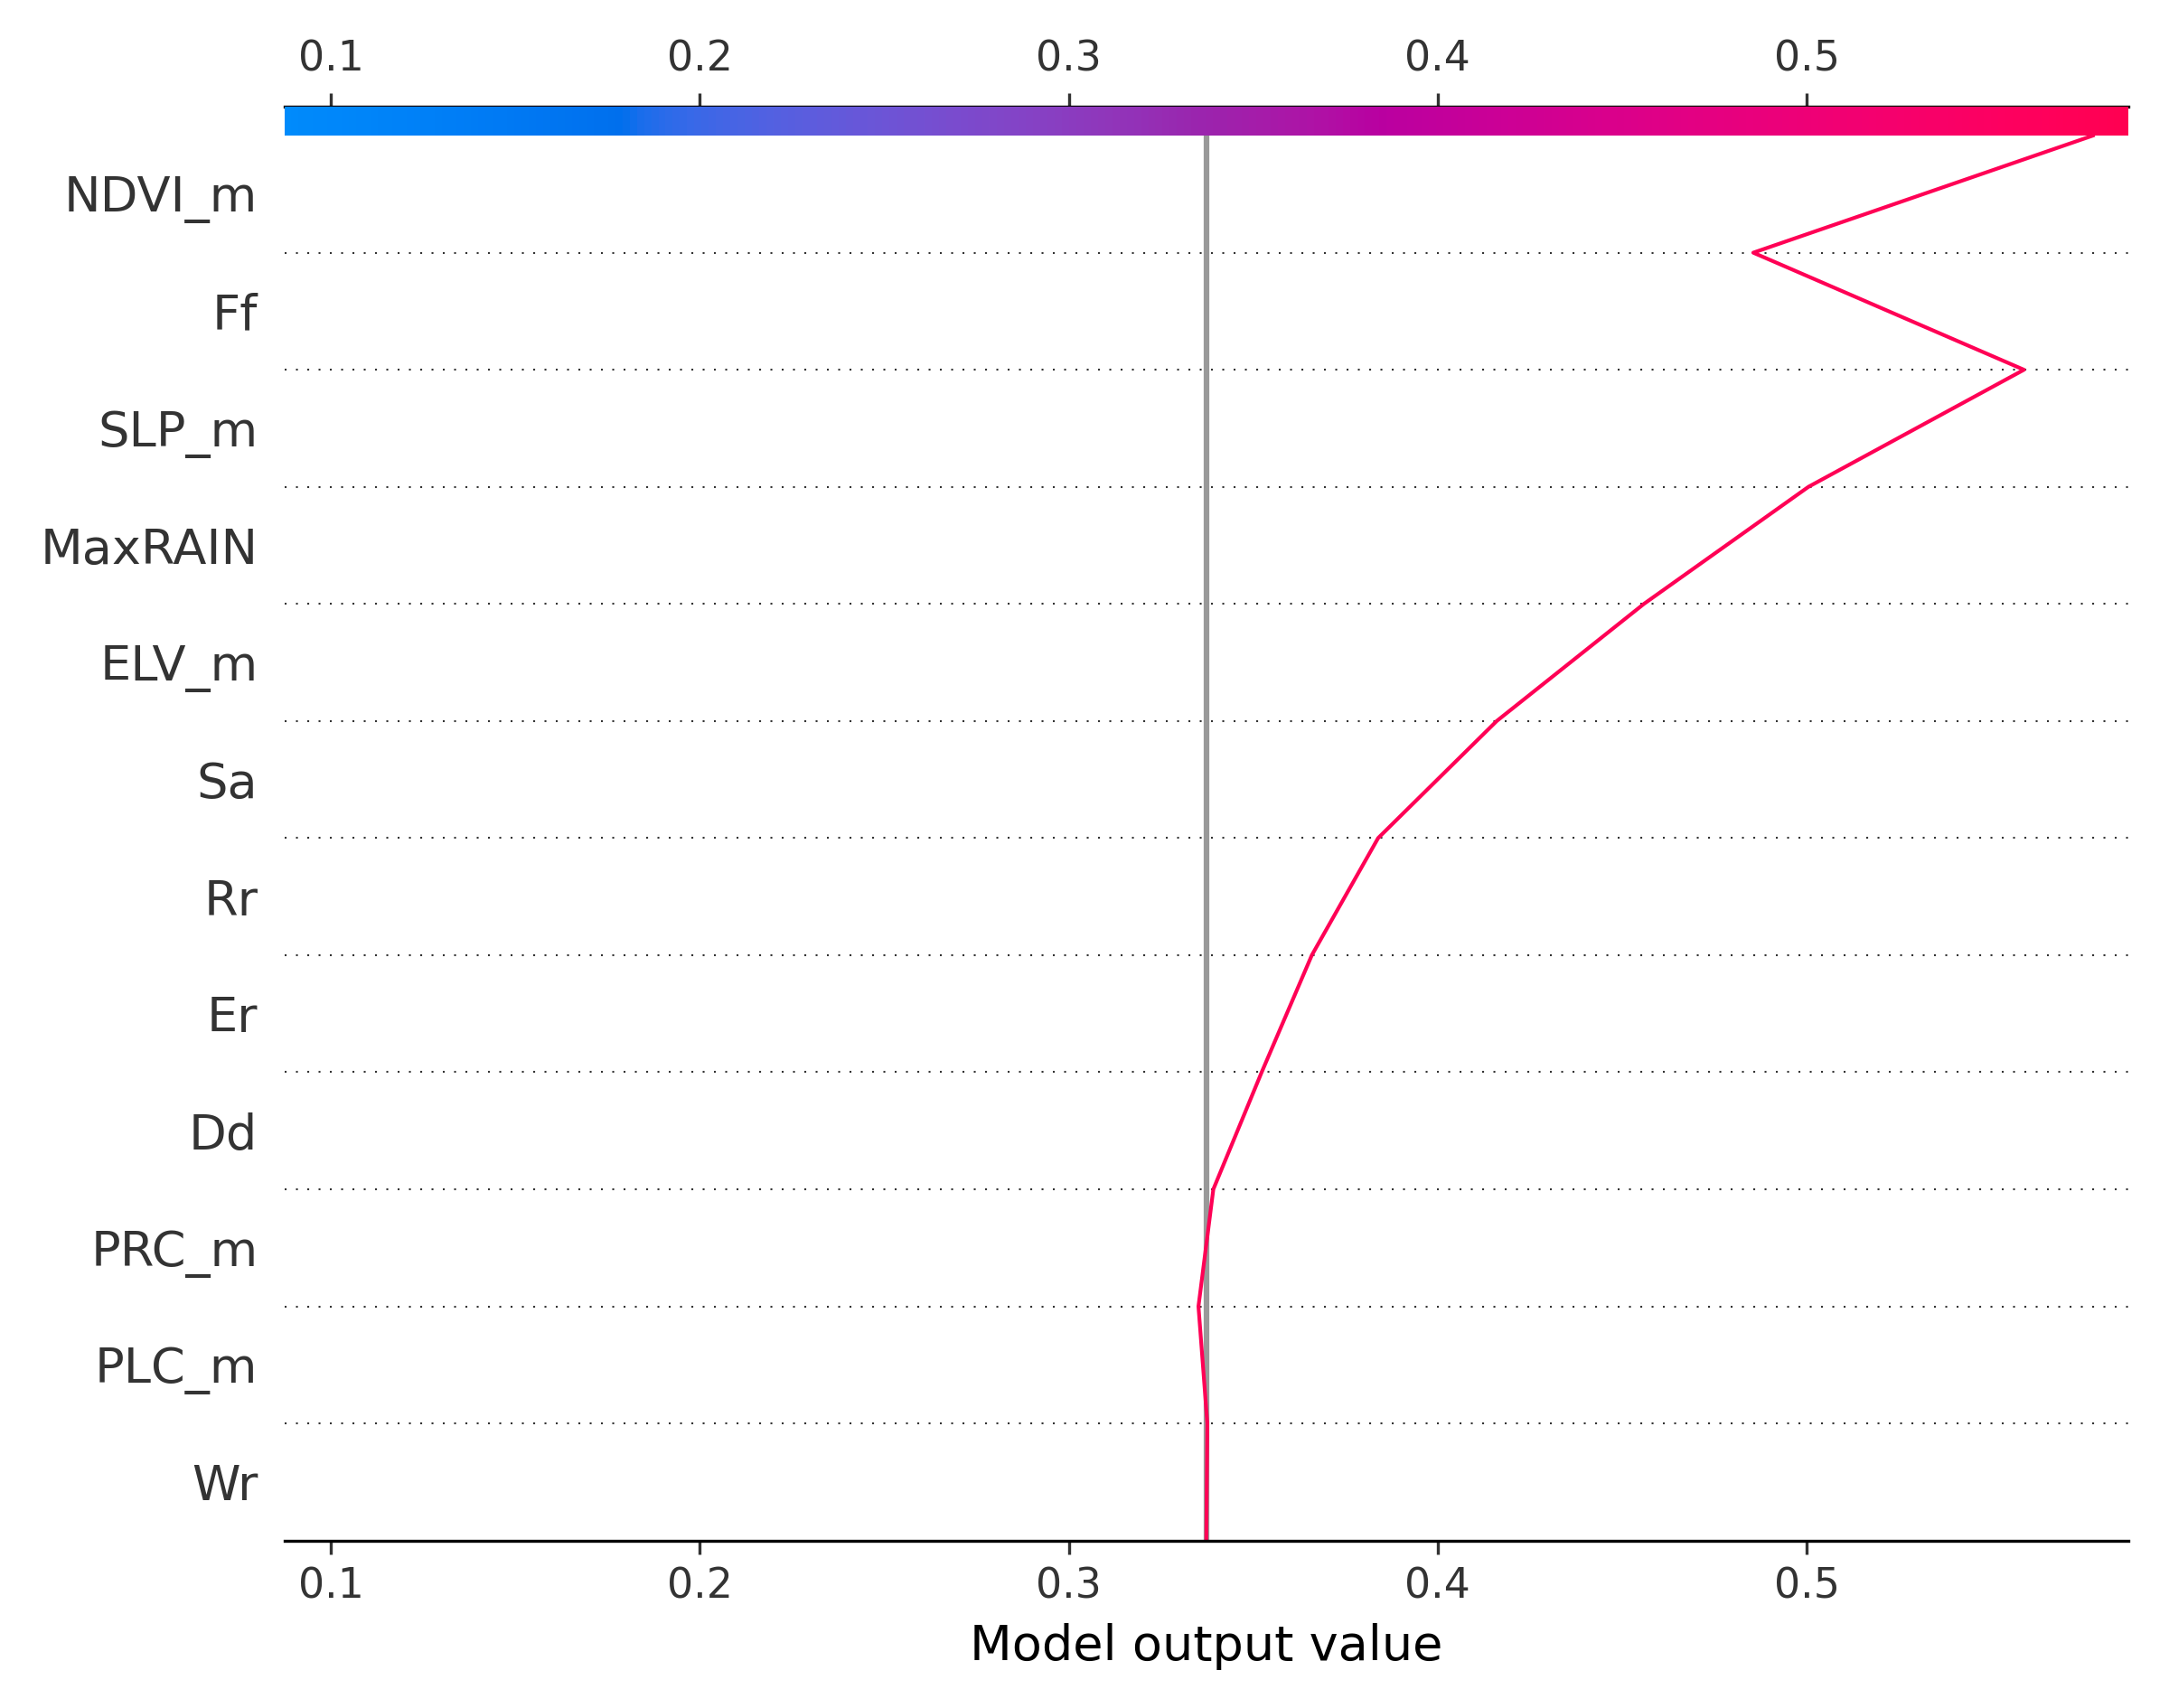 0.1 0.2 0.3 0.4 0.5
NDVI_m
Ff
SLP_m
MaxRAIN
ELV_m
Sa
Rr
Er
Dd
PRC_m
PLC_m
Wr
0.1 0.2 0.3 0.4 0.5
Model output value